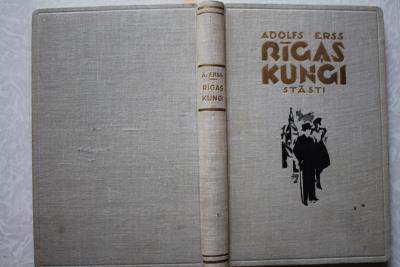 A. ERSS
RĪGAS
KUNGI
ADOLFS ERSS
RĪGAS
KUNGI
STĀSTI